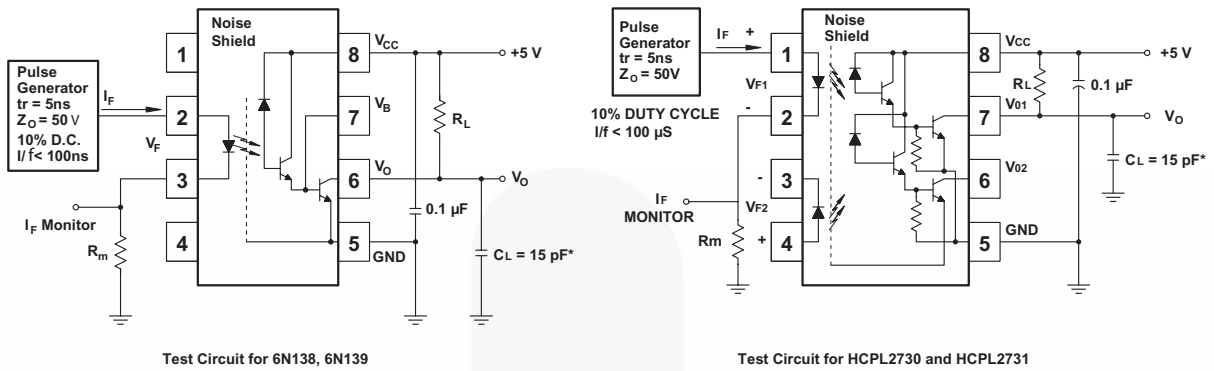 Pulse
Generator
tr = 5ns
ZO = 50 V
10% D.C.
I/ f < 100ns
IF
VF
IF Monitor
Rm
Noise
Shield
1
2
3
4
8
7
6
5
VCC
VB
VO
GND
+5 V
RL
VO
0.1 µF
CL = 15 pF*
Test Circuit for 6N138, 6N139
Pulse
Generator
tr = 5ns
ZO = 50V
IF +
VF1
-
10% DUTY CYCLE
I/f < 100 µS
-
VF2
+
IF
MONITOR
Rm
Noise
Shield
1
2
3
4
8
7
6
5
VCC
V01
V02
GND
+5 V
RL
0.1 µF
VO
CL = 15 pF*
Test Circuit for HCPL2730 and HCPL2731